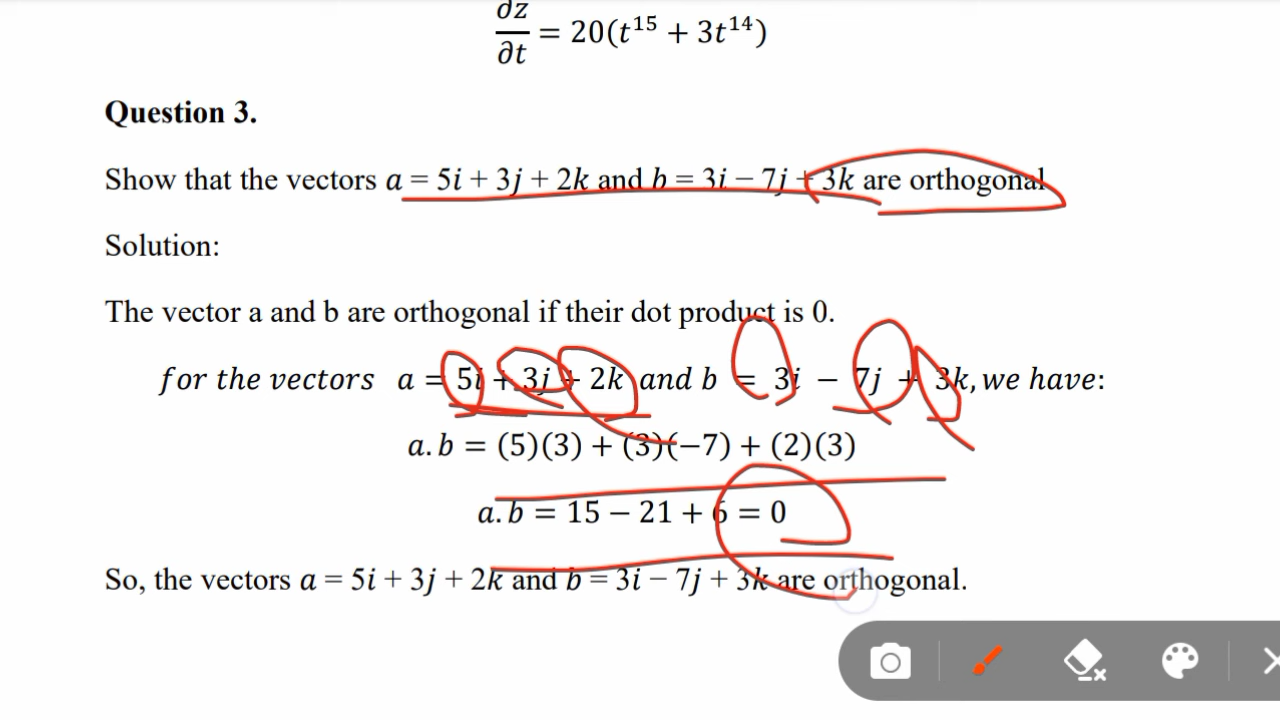 ∂z/∂t = 20(t¹⁵ + 3t¹⁴)
Question 3.
Show that the vectors a = 5i + 3j + 2k and b = 3i − 7j + 3k are orthogonal
Solution:
The vector a and b are orthogonal if their dot product is 0.
for the vectors a = 5i + 3j + 2k and b = 3i − 7j + 3k, we have:
a.b = (5)(3) + (3)(−7) + (2)(3)
a.b = 15 − 21 + 6 = 0
So, the vectors a = 5i + 3j + 2k and b = 3i − 7j + 3k are orthogonal.